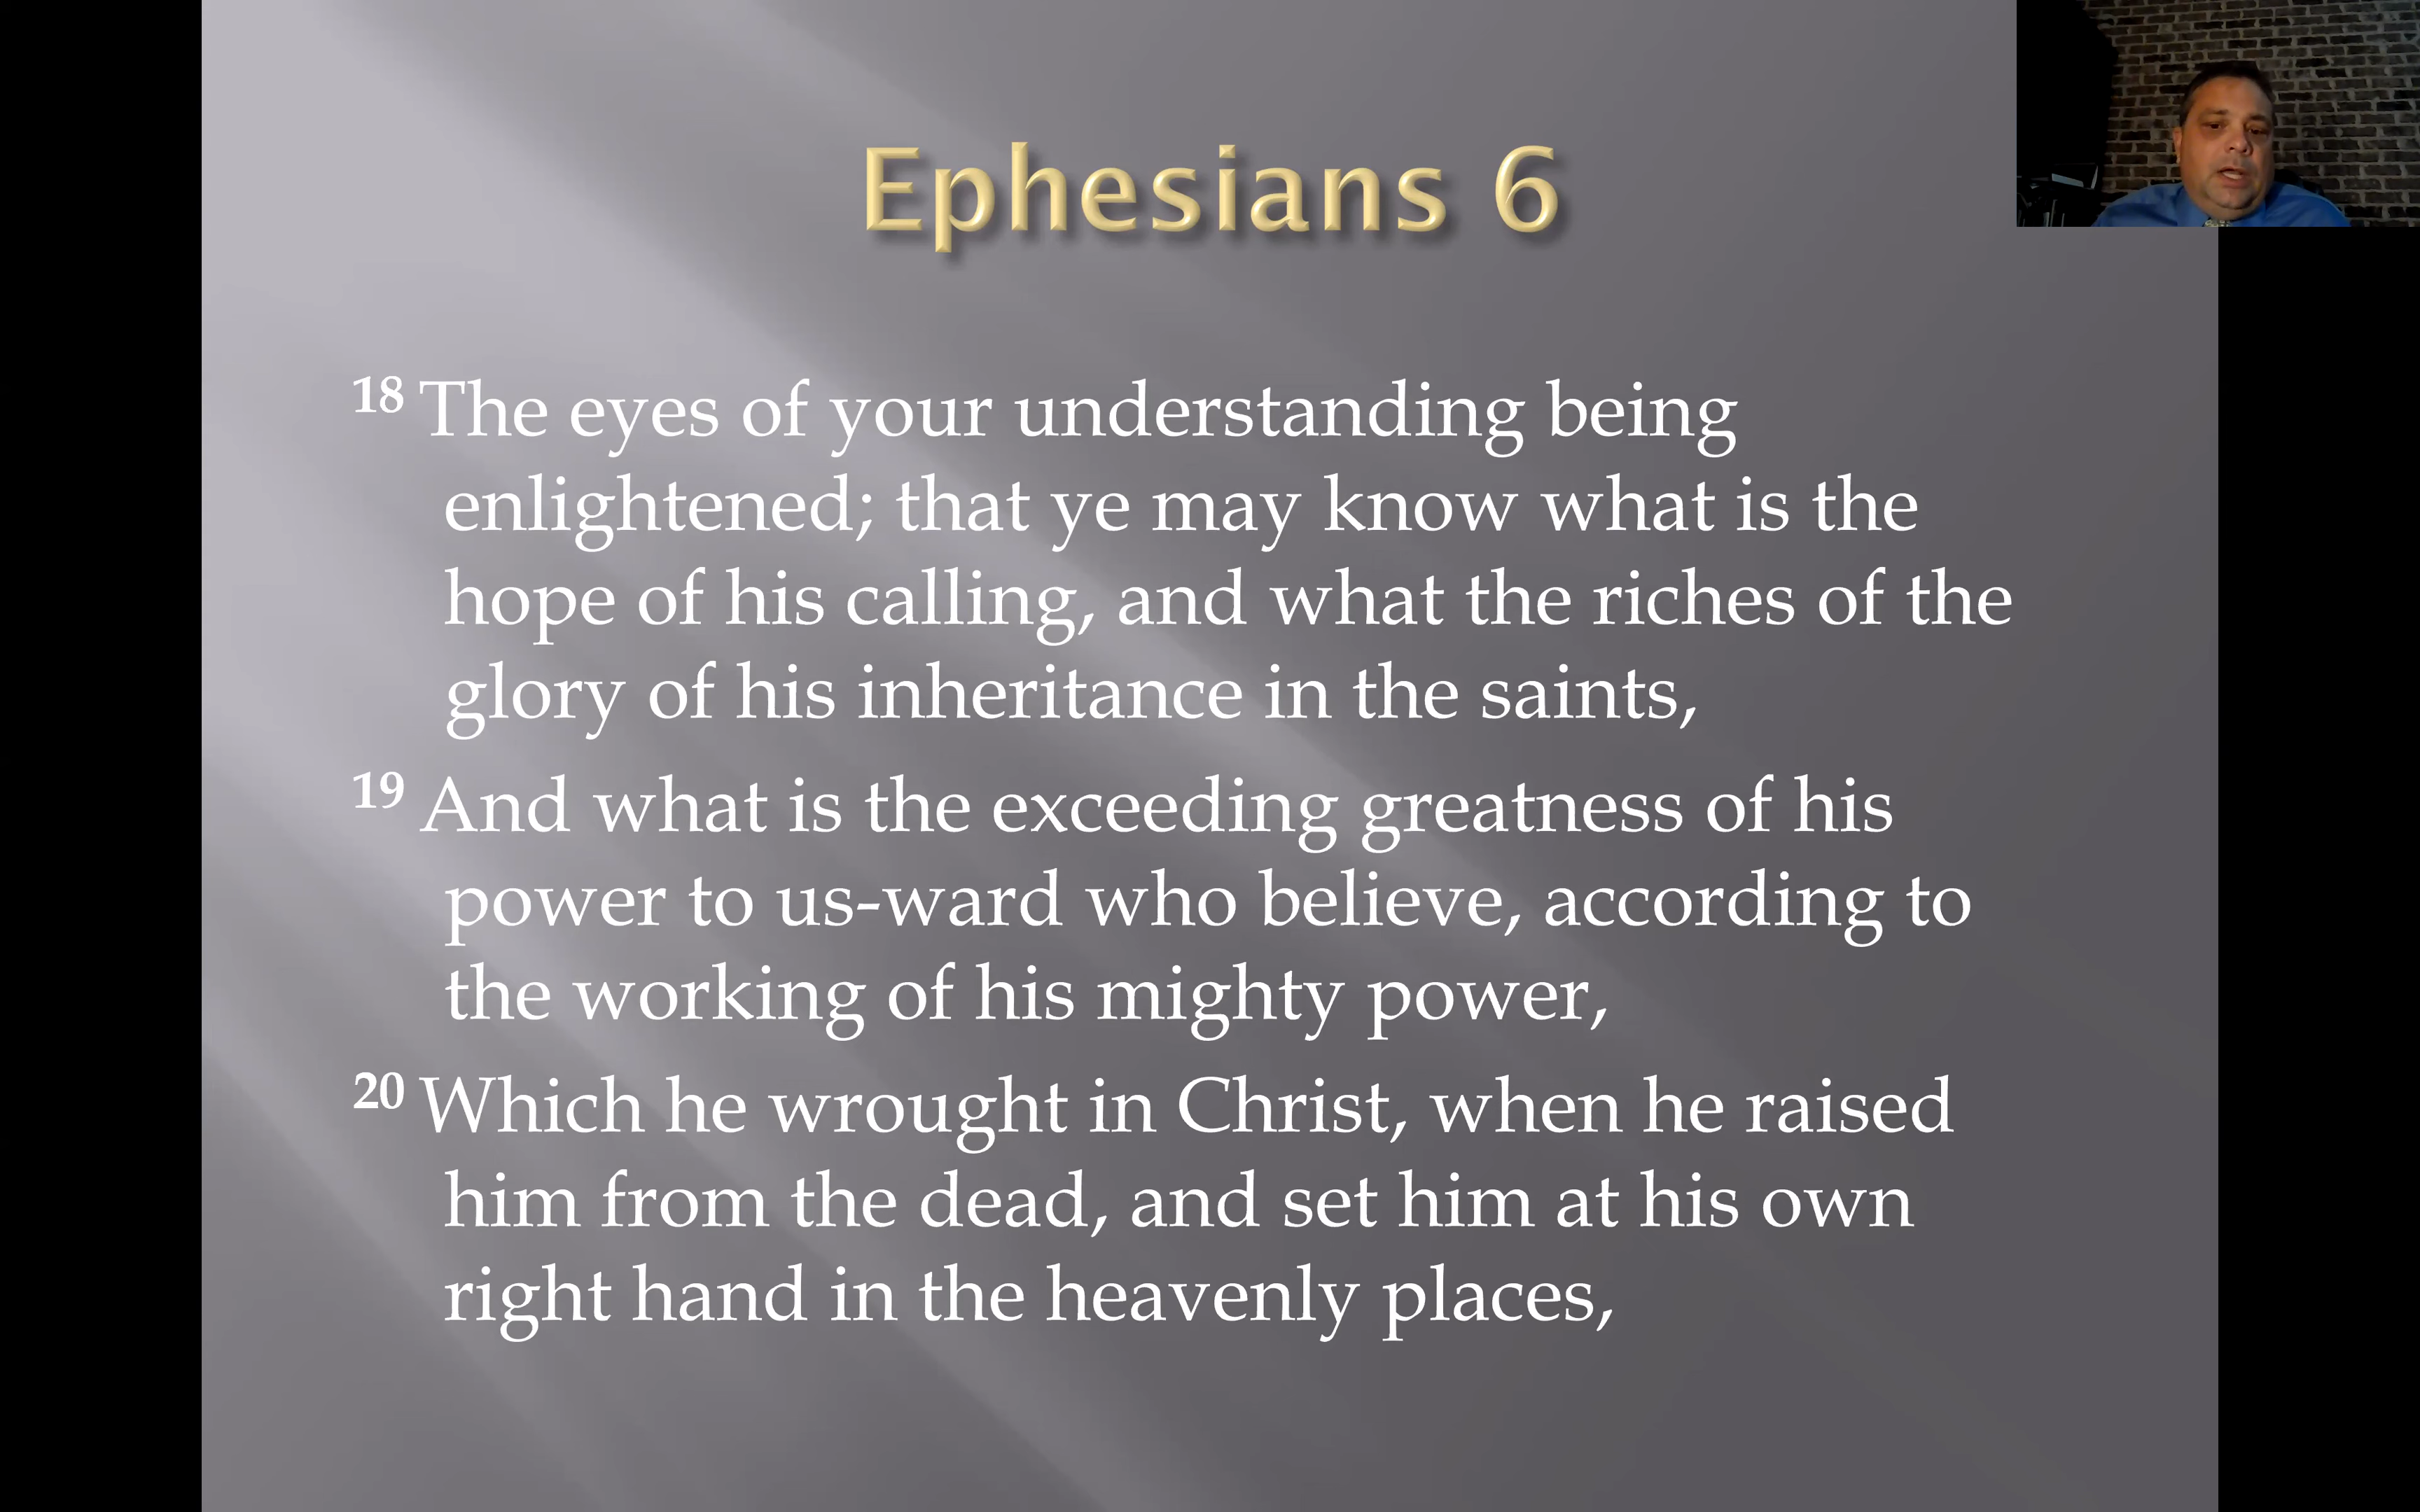 Ephesians 6
18 The eyes of your understanding being
enlightened; that ye may know what is the
hope of his calling, and what the riches of the
glory of his inheritance in the saints,
19 And what is the exceeding greatness of his
power to us-ward who believe, according to
the working of his mighty power,
20 Which he wrought in Christ, when he raised
him from the dead, and set him at his own
right hand in the heavenly places,